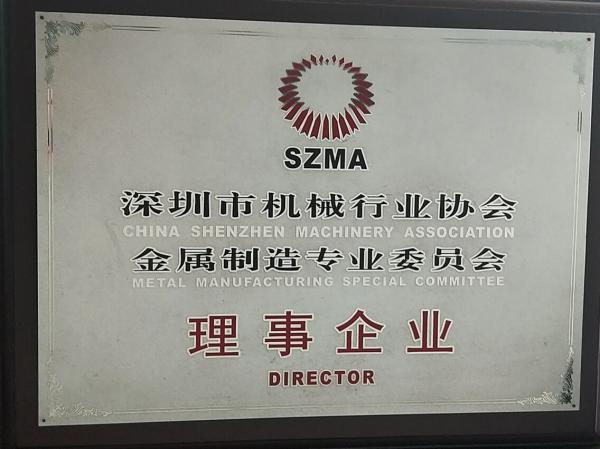 SZMA
深圳市机械行业协会
CHINA SHENZHEN MACHINERY ASSOCIATION
金属制造专业委员会
METAL MANUFACTURING SPECIAL COMMITTEE
理事企业
DIRECTOR